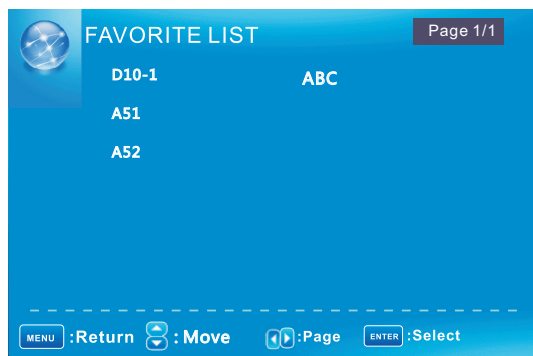 FAVORITE LIST Page 1/1
D10-1 ABC
A51
A52
MENU :Return : Move :Page ENTER :Select